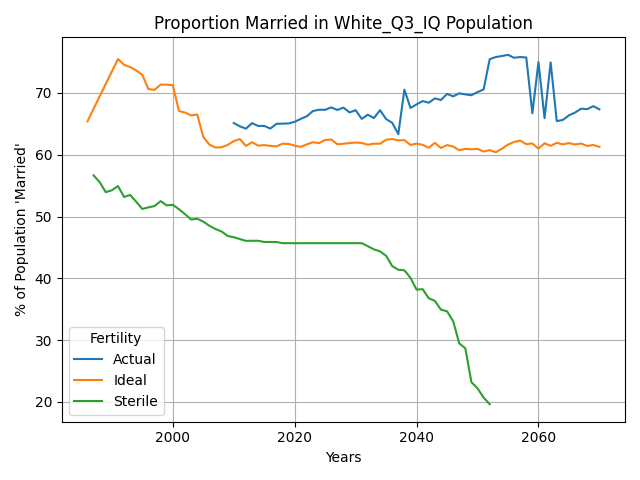 Proportion Married in White_Q3_IQ Population
% of Population 'Married'
70
60
50
40
30
20
Fertility
Actual
Ideal
Sterile
2000
2020
2040
2060
Years